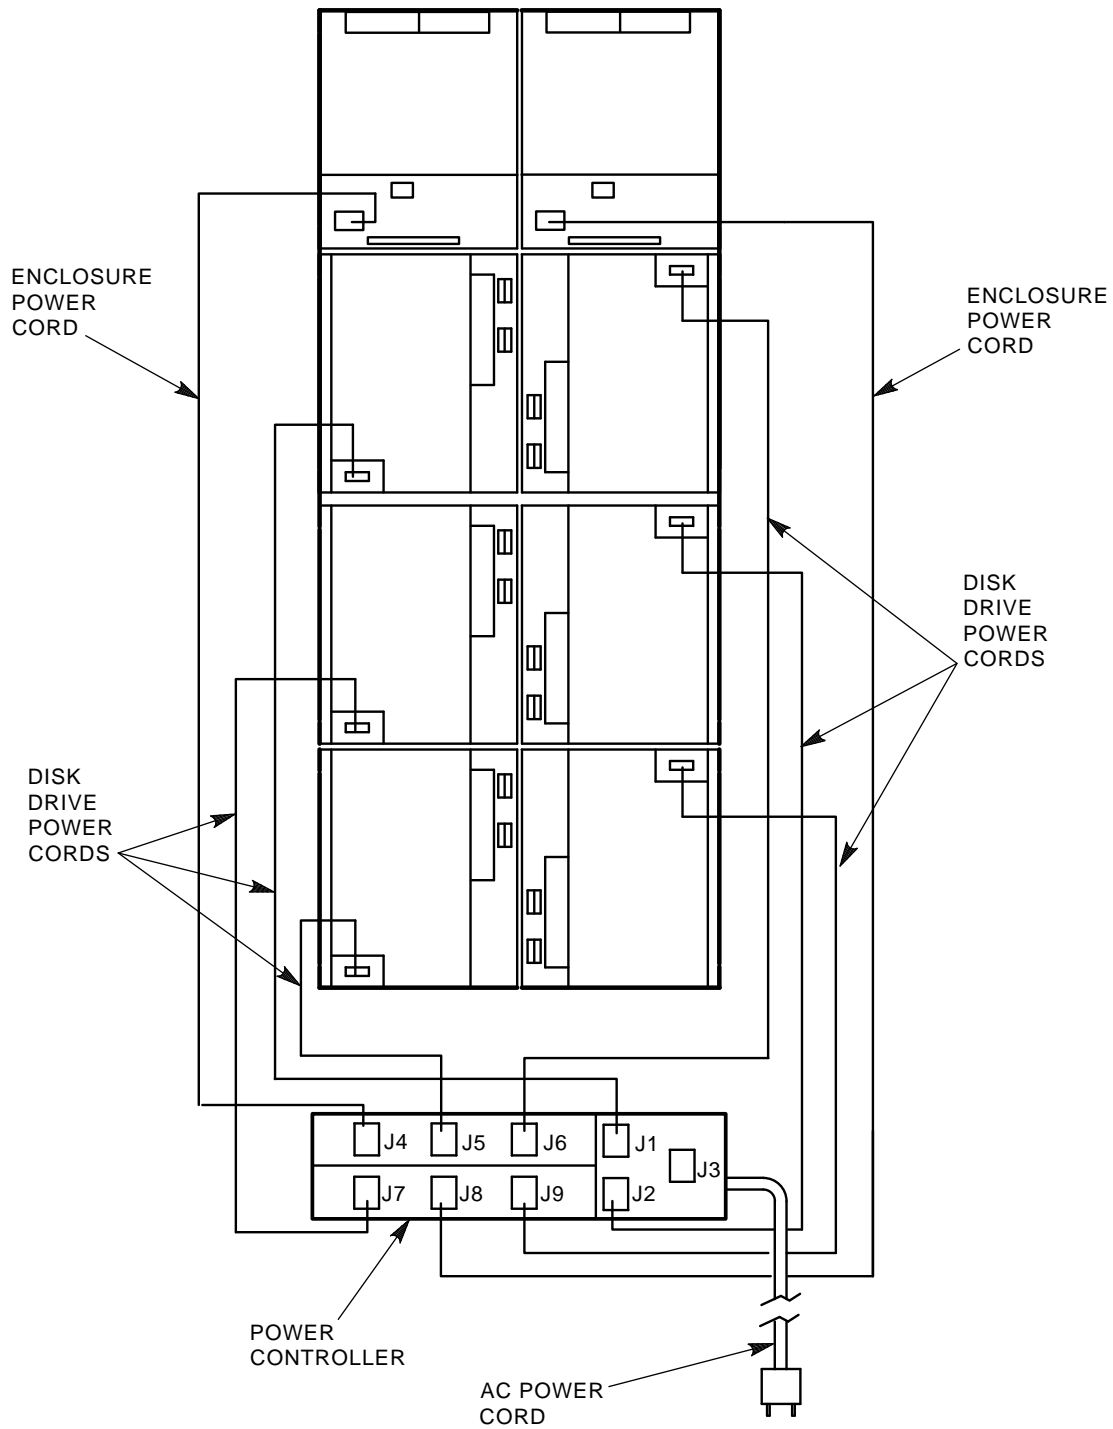 ENCLOSURE
POWER
CORD
ENCLOSURE
POWER
CORD
DISK
DRIVE
POWER
CORDS
DISK
DRIVE
POWER
CORDS
J4
J5
J6
J1
J3
J7
J8
J9
J2
POWER
CONTROLLER
AC POWER
CORD